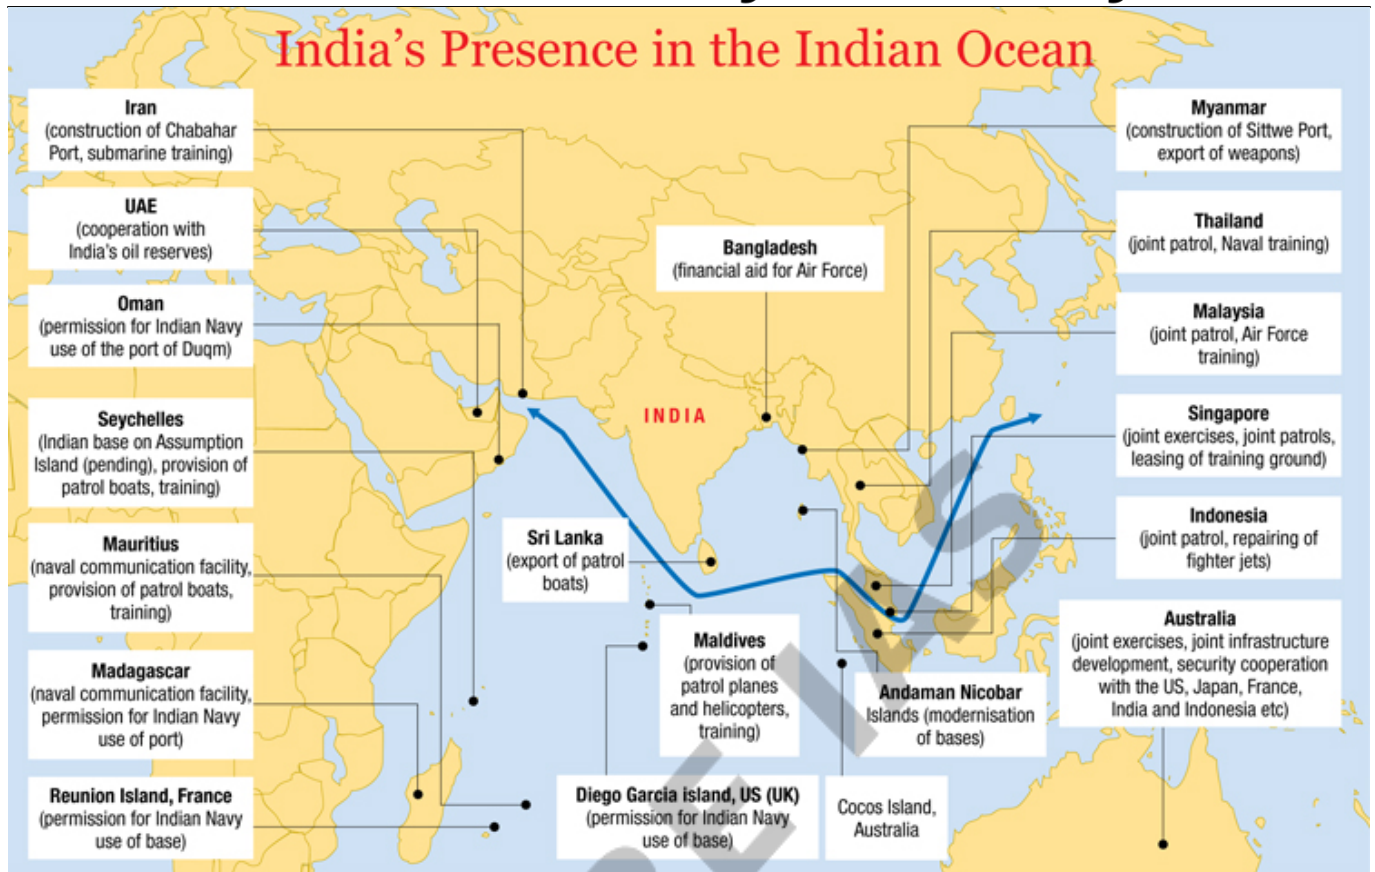 India's Presence in the Indian Ocean
Iran
(construction of Chabahar
Port, submarine training)
UAE
(cooperation with
India's oil reserves)
Oman
(permission for Indian Navy
use of the port of Duqm)
Seychelles
(Indian base on Assumption
Island (pending), provision of
patrol boats, training)
Mauritius
(naval communication facility,
provision of patrol boats,
training)
Madagascar
(naval communication facility,
permission for Indian Navy
use of port)
Reunion Island, France
(permission for Indian Navy
use of base)
Bangladesh
(financial aid for Air Force)
INDIA
Sri Lanka
(export of patrol
boats)
Maldives
(provision of
patrol planes
and helicopters,
training)
Diego Garcia island, US (UK)
(permission for Indian Navy
use of base)
Cocos Island,
Australia
Andaman Nicobar
Islands (modernisation
of bases)
Myanmar
(construction of Sittwe Port,
export of weapons)
Thailand
(joint patrol, Naval training)
Malaysia
(joint patrol, Air Force
training)
Singapore
(joint exercises, joint patrols,
leasing of training ground)
Indonesia
(joint patrol, repairing of
fighter jets)
Australia
(joint exercises, joint infrastructure
development, security cooperation
with the US, Japan, France,
India and Indonesia etc)
IAS